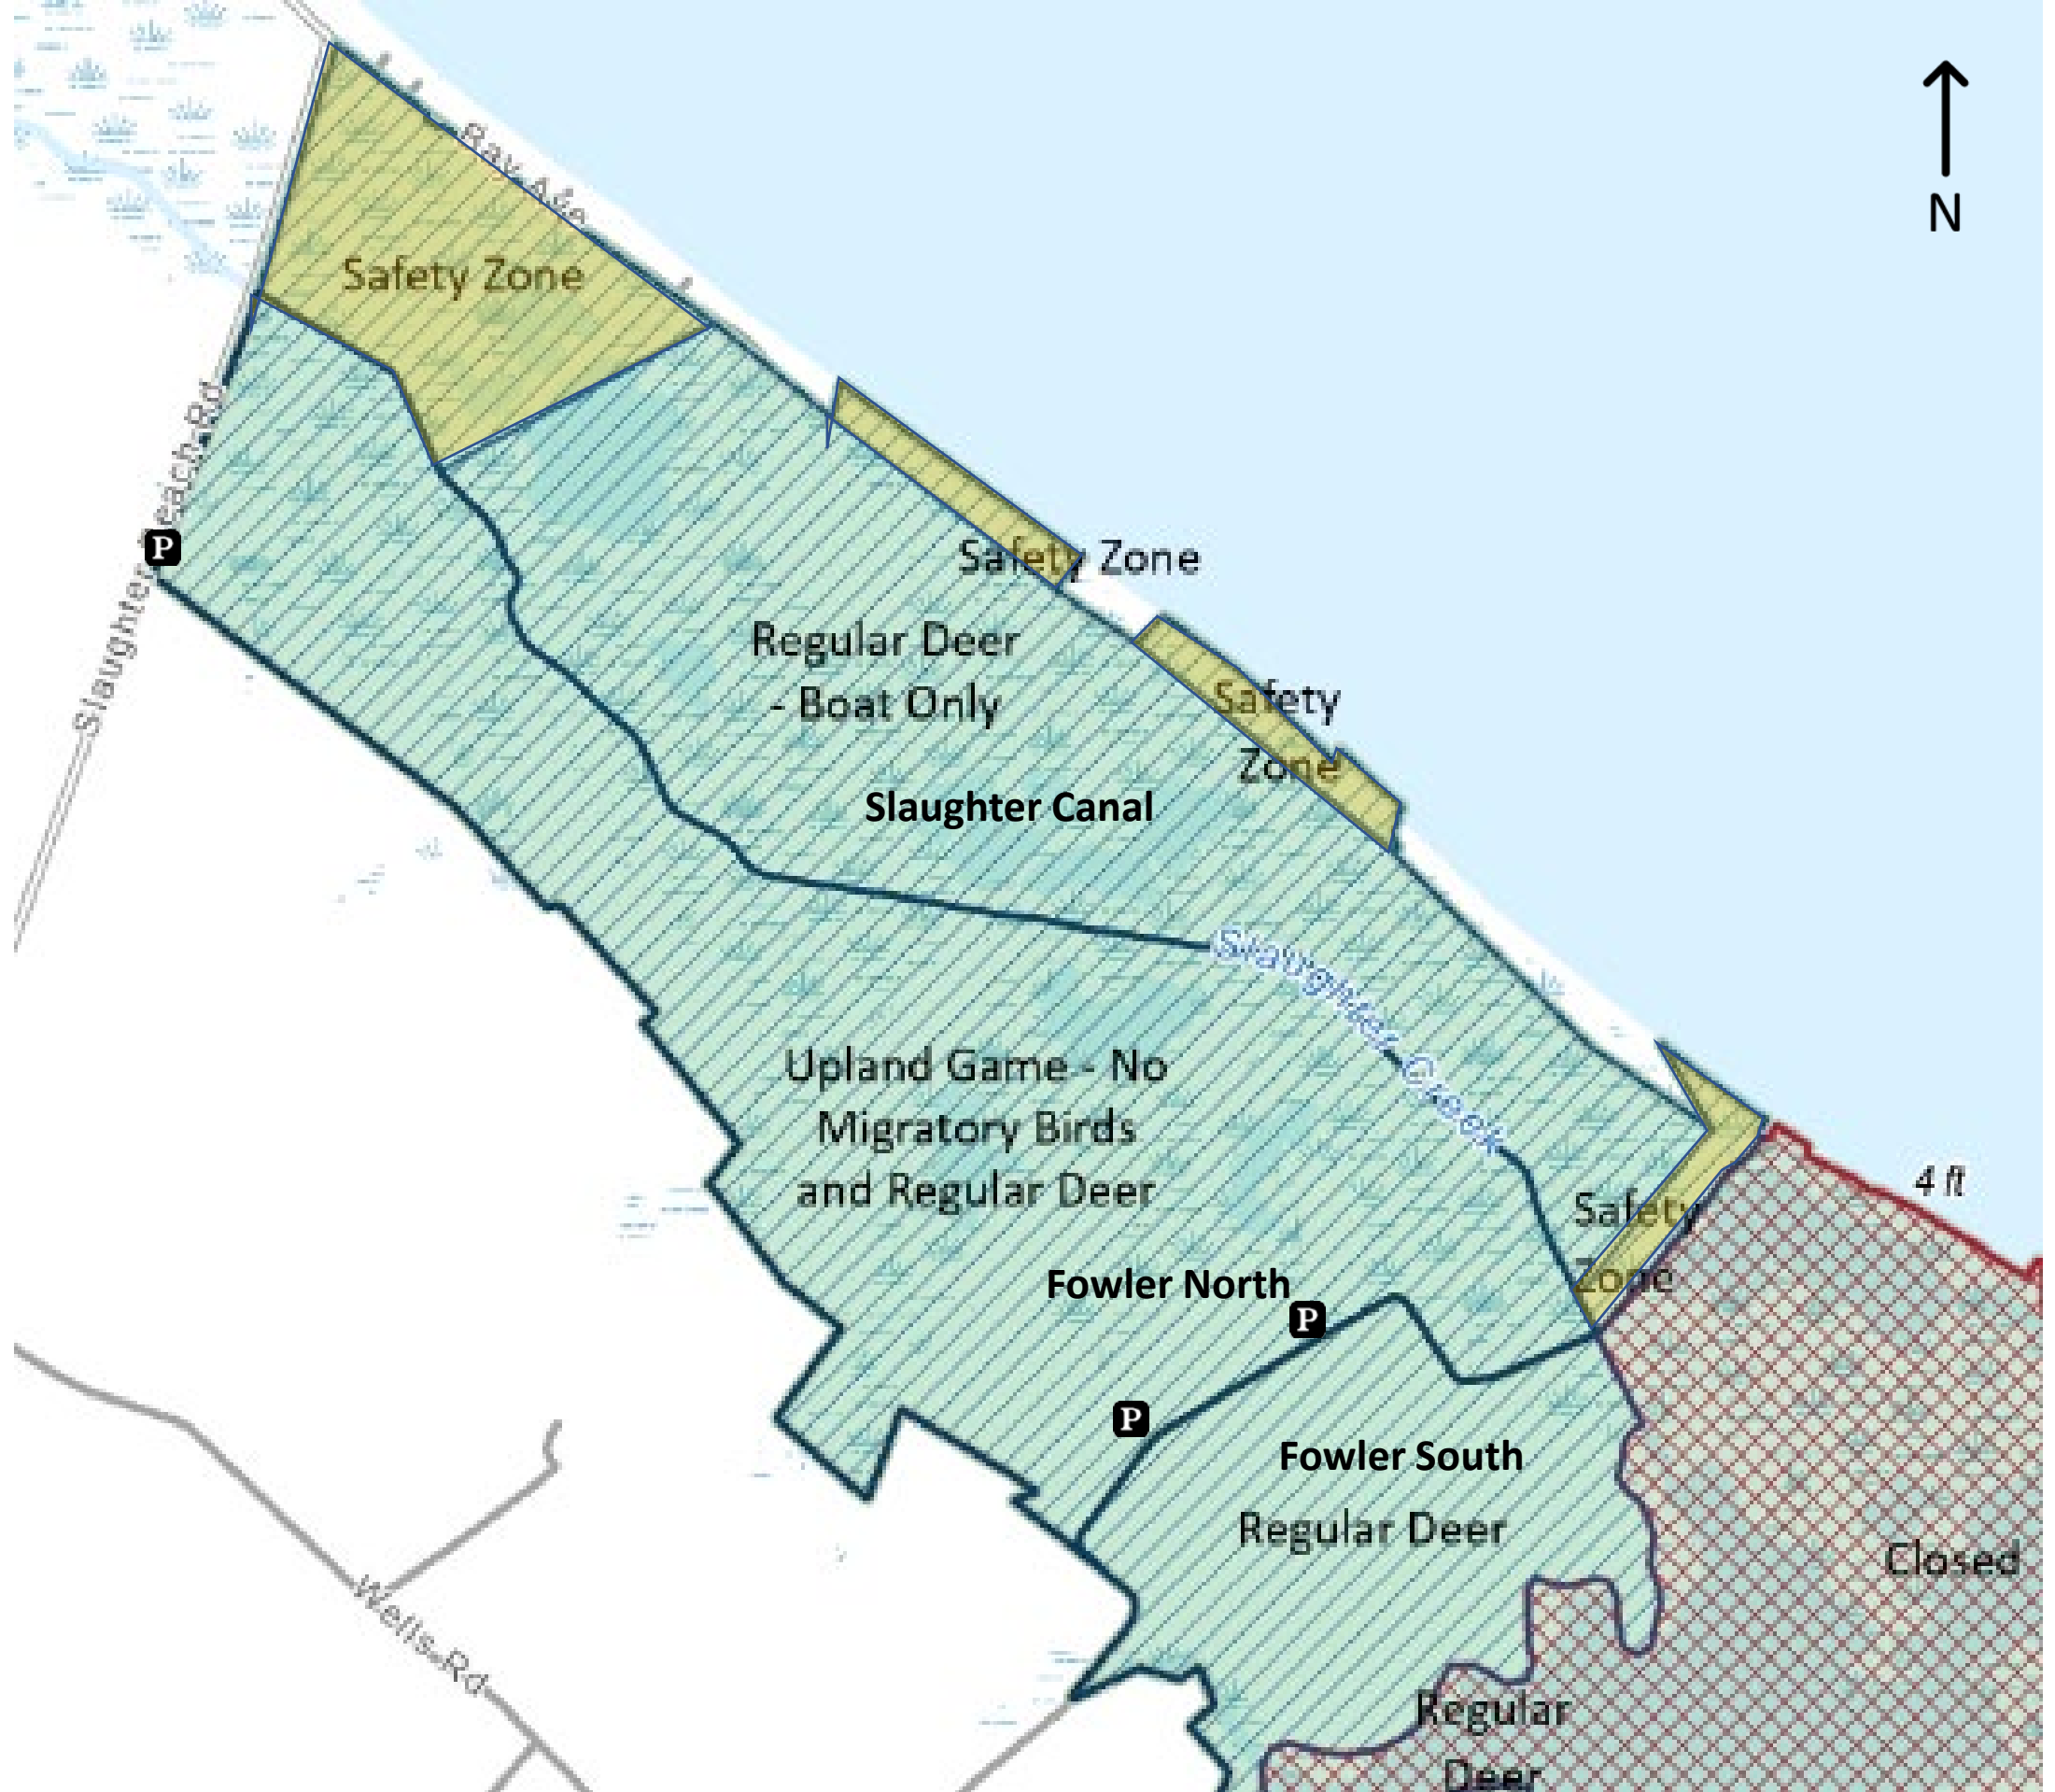 N
Ray Ave
Safety Zone
Slaughter Beach Rd
P
Safety Zone
Regular Deer
- Boat Only
Safety
Zone
Slaughter Canal
Slaughter Creek
Upland Game - No
Migratory Birds
and Regular Deer
4 ft
Safety
Zone
Fowler North
P
P
Fowler South
Regular Deer
Closed
Wells Rd
Regular
Deer